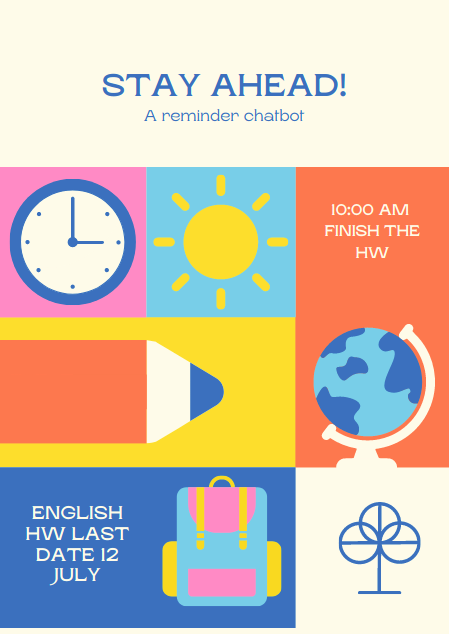 STAY AHEAD!
A reminder chatbot
10:00 AM
FINISH THE
HW
ENGLISH
HW LAST
DATE 12
JULY